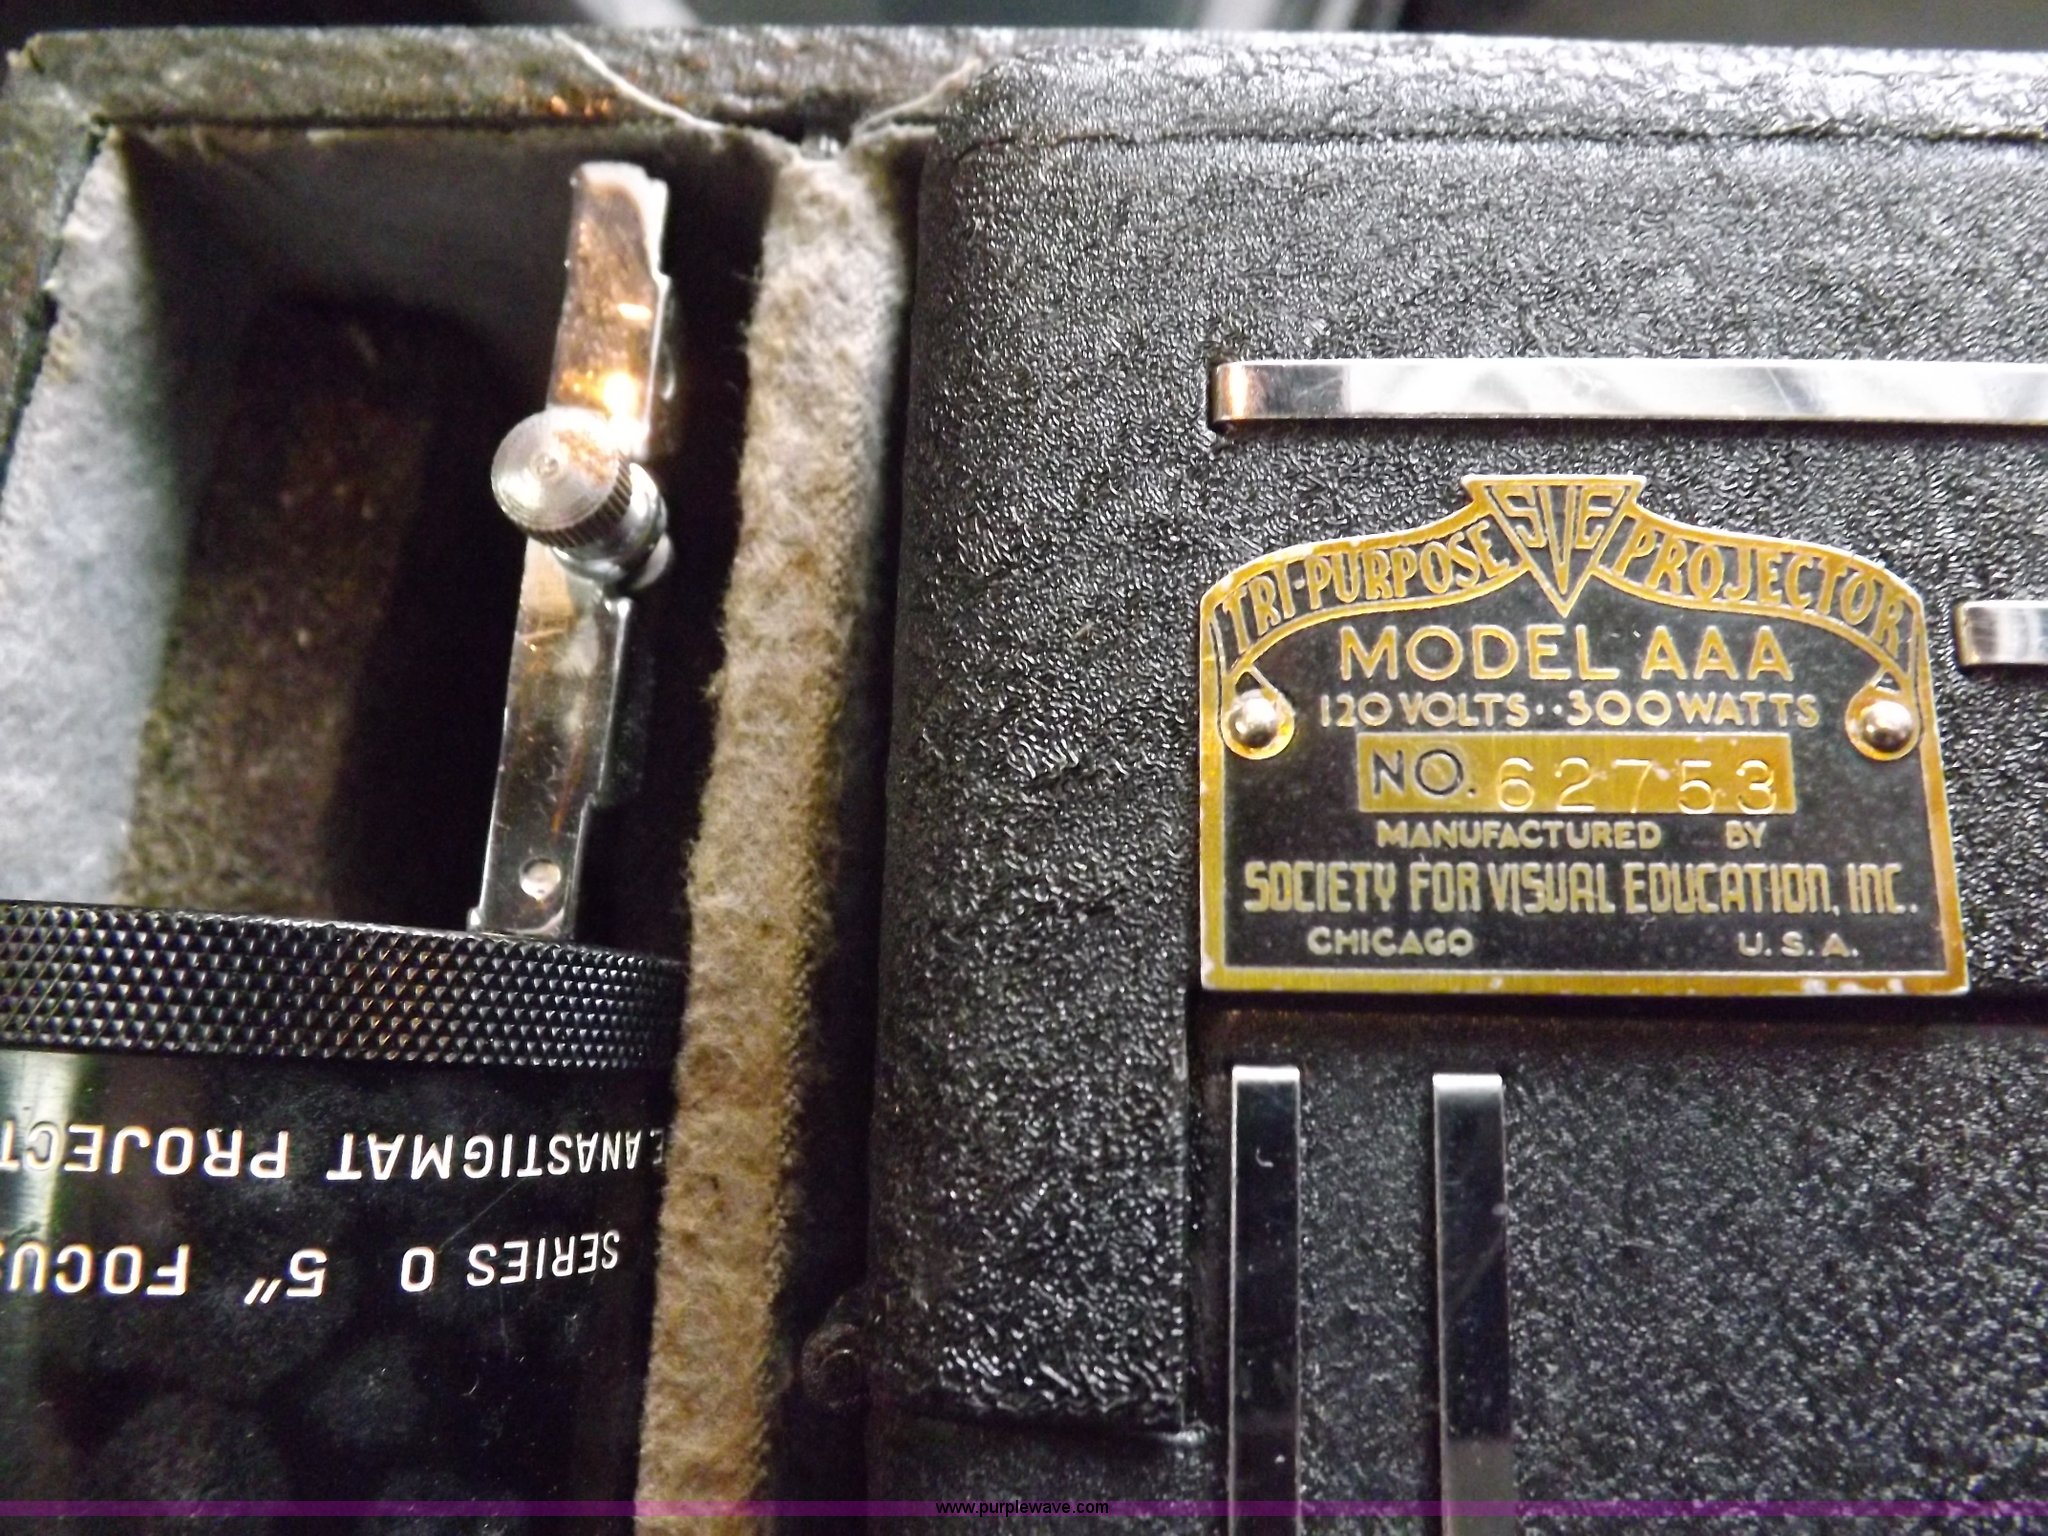 SVE
TRI-PURPOSE PROJECTOR
MODEL AAA
120 VOLTS··300 WATTS
NO. 62753
MANUFACTURED BY
SOCIETY FOR VISUAL EDUCATION, INC.
CHICAGO U.S.A.
SERIES O 5" FOCUS
ANASTIGMAT PROJECT
www.purplewave.com